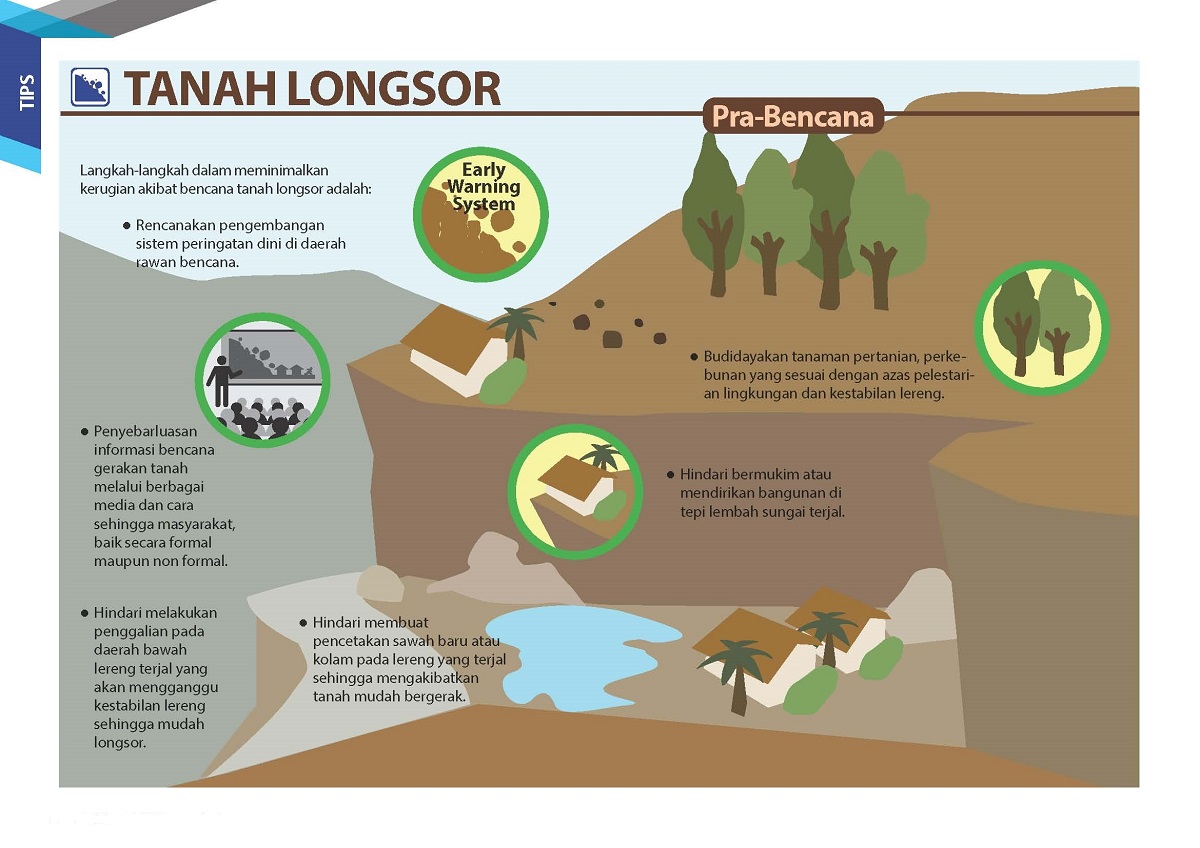 TIPS
TANAH LONGSOR
Pra-Bencana
Langkah-langkah dalam meminimalkan
kerugian akibat bencana tanah longsor adalah:
● Rencanakan pengembangan
sistem peringatan dini di daerah
rawan bencana.
Early
Warning
System
● Budidayakan tanaman pertanian, perke-
bunan yang sesuai dengan azas pelestari-
an lingkungan dan kestabilan lereng.
● Penyebarluasan
informasi bencana
gerakan tanah
melalui berbagai
media dan cara
sehingga masyarakat,
baik secara formal
maupun non formal.
● Hindari bermukim atau
mendirikan bangunan di
tepi lembah sungai terjal.
● Hindari melakukan
penggalian pada
daerah bawah
lereng terjal yang
akan mengganggu
kestabilan lereng
sehingga mudah
longsor.
● Hindari membuat
pencetakan sawah baru atau
kolam pada lereng yang terjal
sehingga mengakibatkan
tanah mudah bergerak.